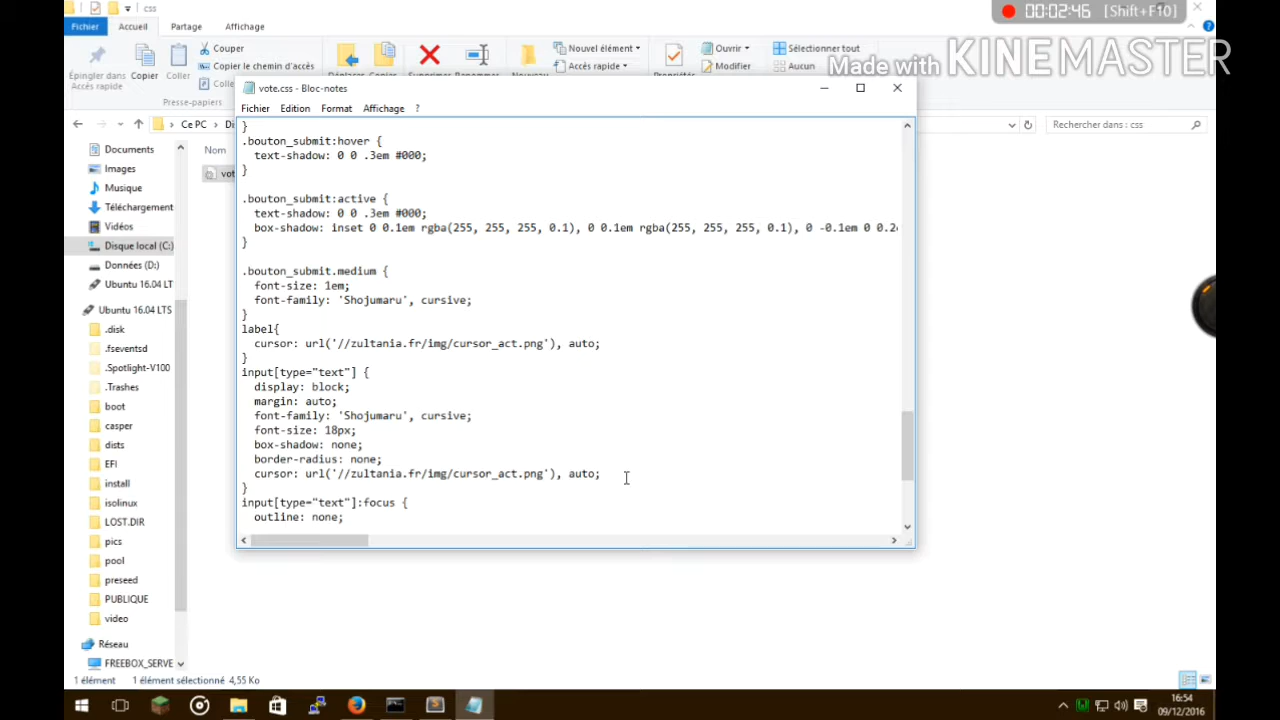 css
00:02:46 [Shift+F10]
Fichier Accueil Partage Affichage
Made with KINEMASTER
Épingler dans Accès rapide
Copier
Coller
Couper
Copier le chemin d'accès
Presse-papiers
Nouvel élément
Accès rapide
Ouvrir
Modifier
Sélectionner tout
Aucun
Ce PC
Rechercher dans : css
vote.css - Bloc-notes
Fichier Edition Format Affichage ?
Nom
}
.bouton_submit:hover {
text-shadow: 0 0 .3em #000;
}
.bouton_submit:active {
text-shadow: 0 0 .3em #000;
box-shadow: inset 0 0.1em rgba(255, 255, 255, 0.1), 0 0.1em rgba(255, 255, 255, 0.1), 0 -0.1em 0 0.2
}
.bouton_submit.medium {
font-size: 1em;
font-family: 'Shojumaru', cursive;
}
label{
cursor: url('//zultania.fr/img/cursor_act.png'), auto;
}
input[type="text"] {
display: block;
margin: auto;
font-family: 'Shojumaru', cursive;
font-size: 18px;
box-shadow: none;
border-radius: none;
cursor: url('//zultania.fr/img/cursor_act.png'), auto;
}
input[type="text"]:focus {
outline: none;
Documents
Images
Musique
Téléchargement
Vidéos
Disque local (C:)
Données (D:)
Ubuntu 16.04 LT
Ubuntu 16.04 LTS
.disk
.fseventsd
.Spotlight-V100
.Trashes
boot
casper
dists
EFI
install
isolinux
LOST.DIR
pics
pool
preseed
PUBLIQUE
video
Réseau
FREEBOX_SERVE
1 élément 1 élément sélectionné 4,55 Ko
16:54
09/12/2016